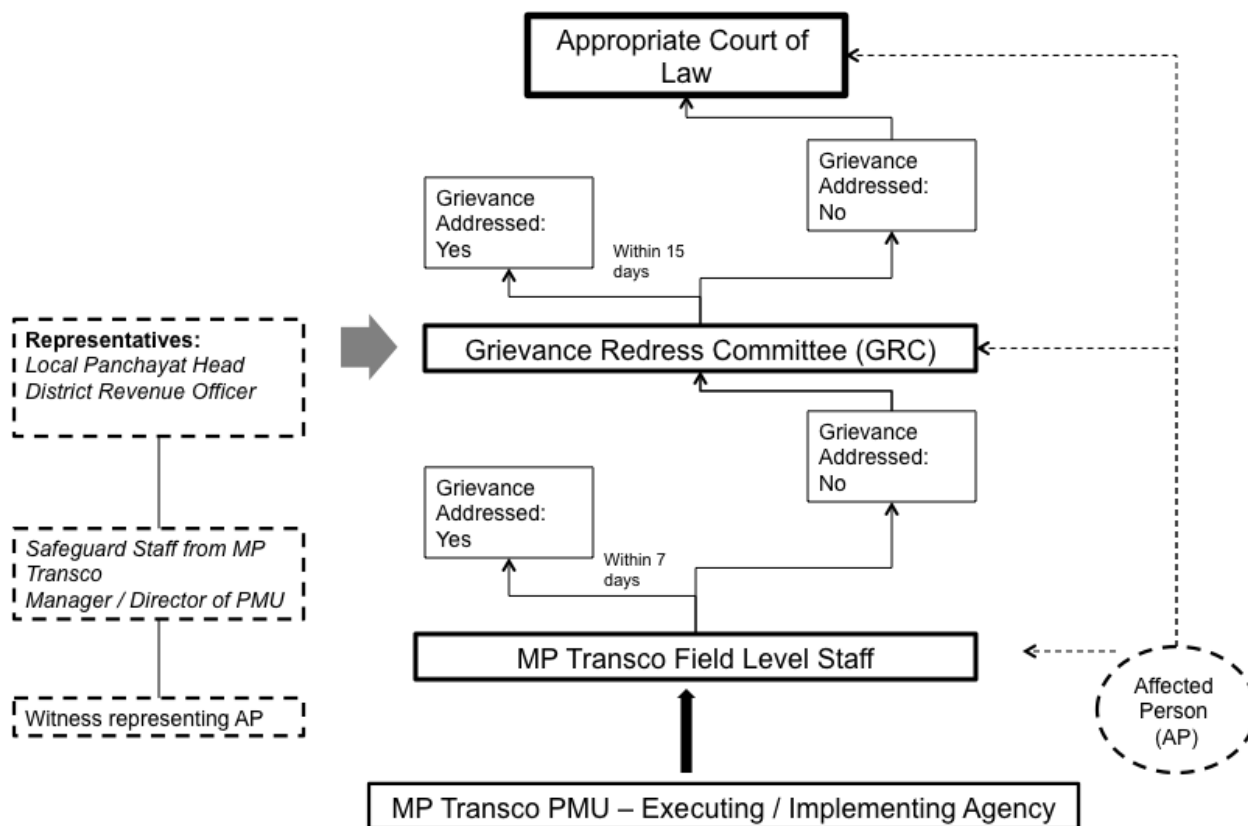 Appropriate Court of
Law
Grievance
Addressed:
No
Grievance
Addressed:
Yes
Within 15
days
Representatives:
Local Panchayat Head
District Revenue Officer
Grievance Redress Committee (GRC)
Grievance
Addressed:
No
Grievance
Addressed:
Yes
Within 7
days
Safeguard Staff from MP
Transco
Manager / Director of PMU
MP Transco Field Level Staff
Witness representing AP
Affected
Person
(AP)
MP Transco PMU – Executing / Implementing Agency